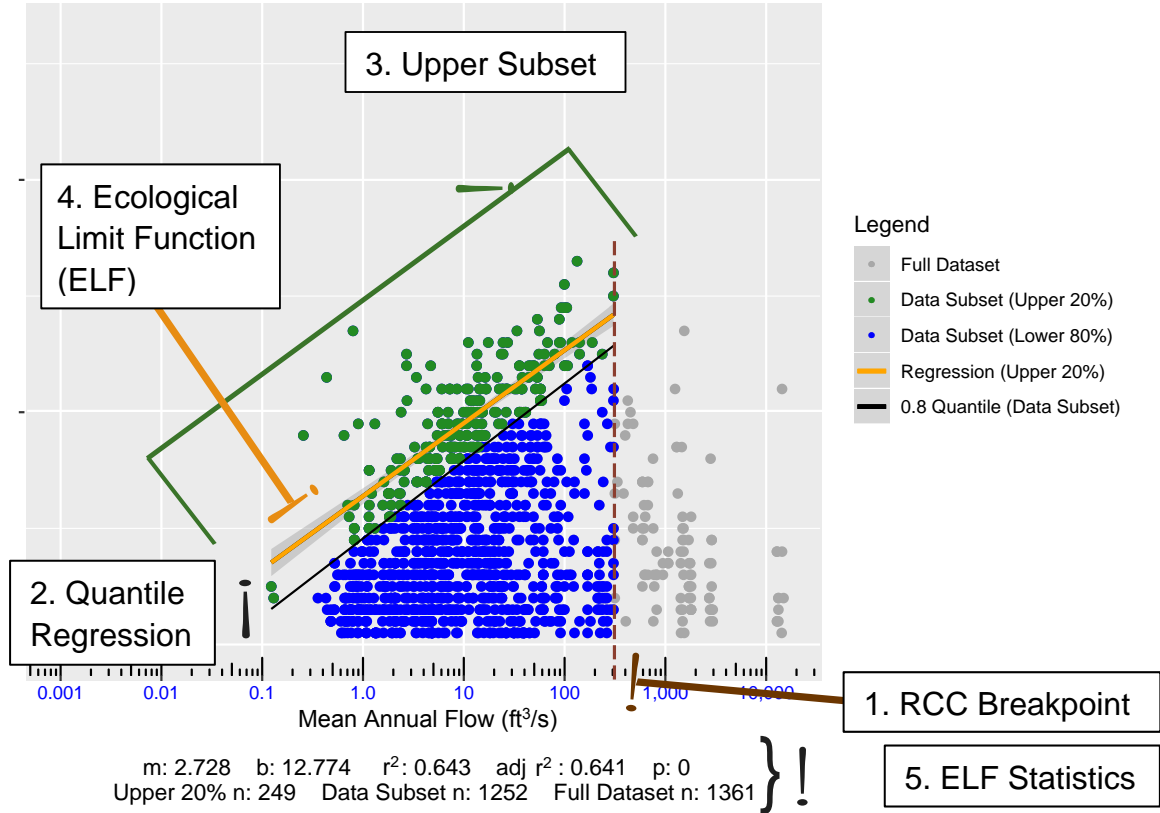 3. Upper Subset
4. Ecological
Limit Function
(ELF)
Legend
Full Dataset
Data Subset (Upper 20%)
Data Subset (Lower 80%)
Regression (Upper 20%)
0.8 Quantile (Data Subset)
2. Quantile
Regression
0.001 0.01 0.1 1.0 10 100 1,000 10,000
Mean Annual Flow (ft³/s)
1. RCC Breakpoint
m: 2.728 b: 12.774 r²: 0.643 adj r² : 0.641 p: 0
Upper 20% n: 249 Data Subset n: 1252 Full Dataset n: 1361
} !
5. ELF Statistics